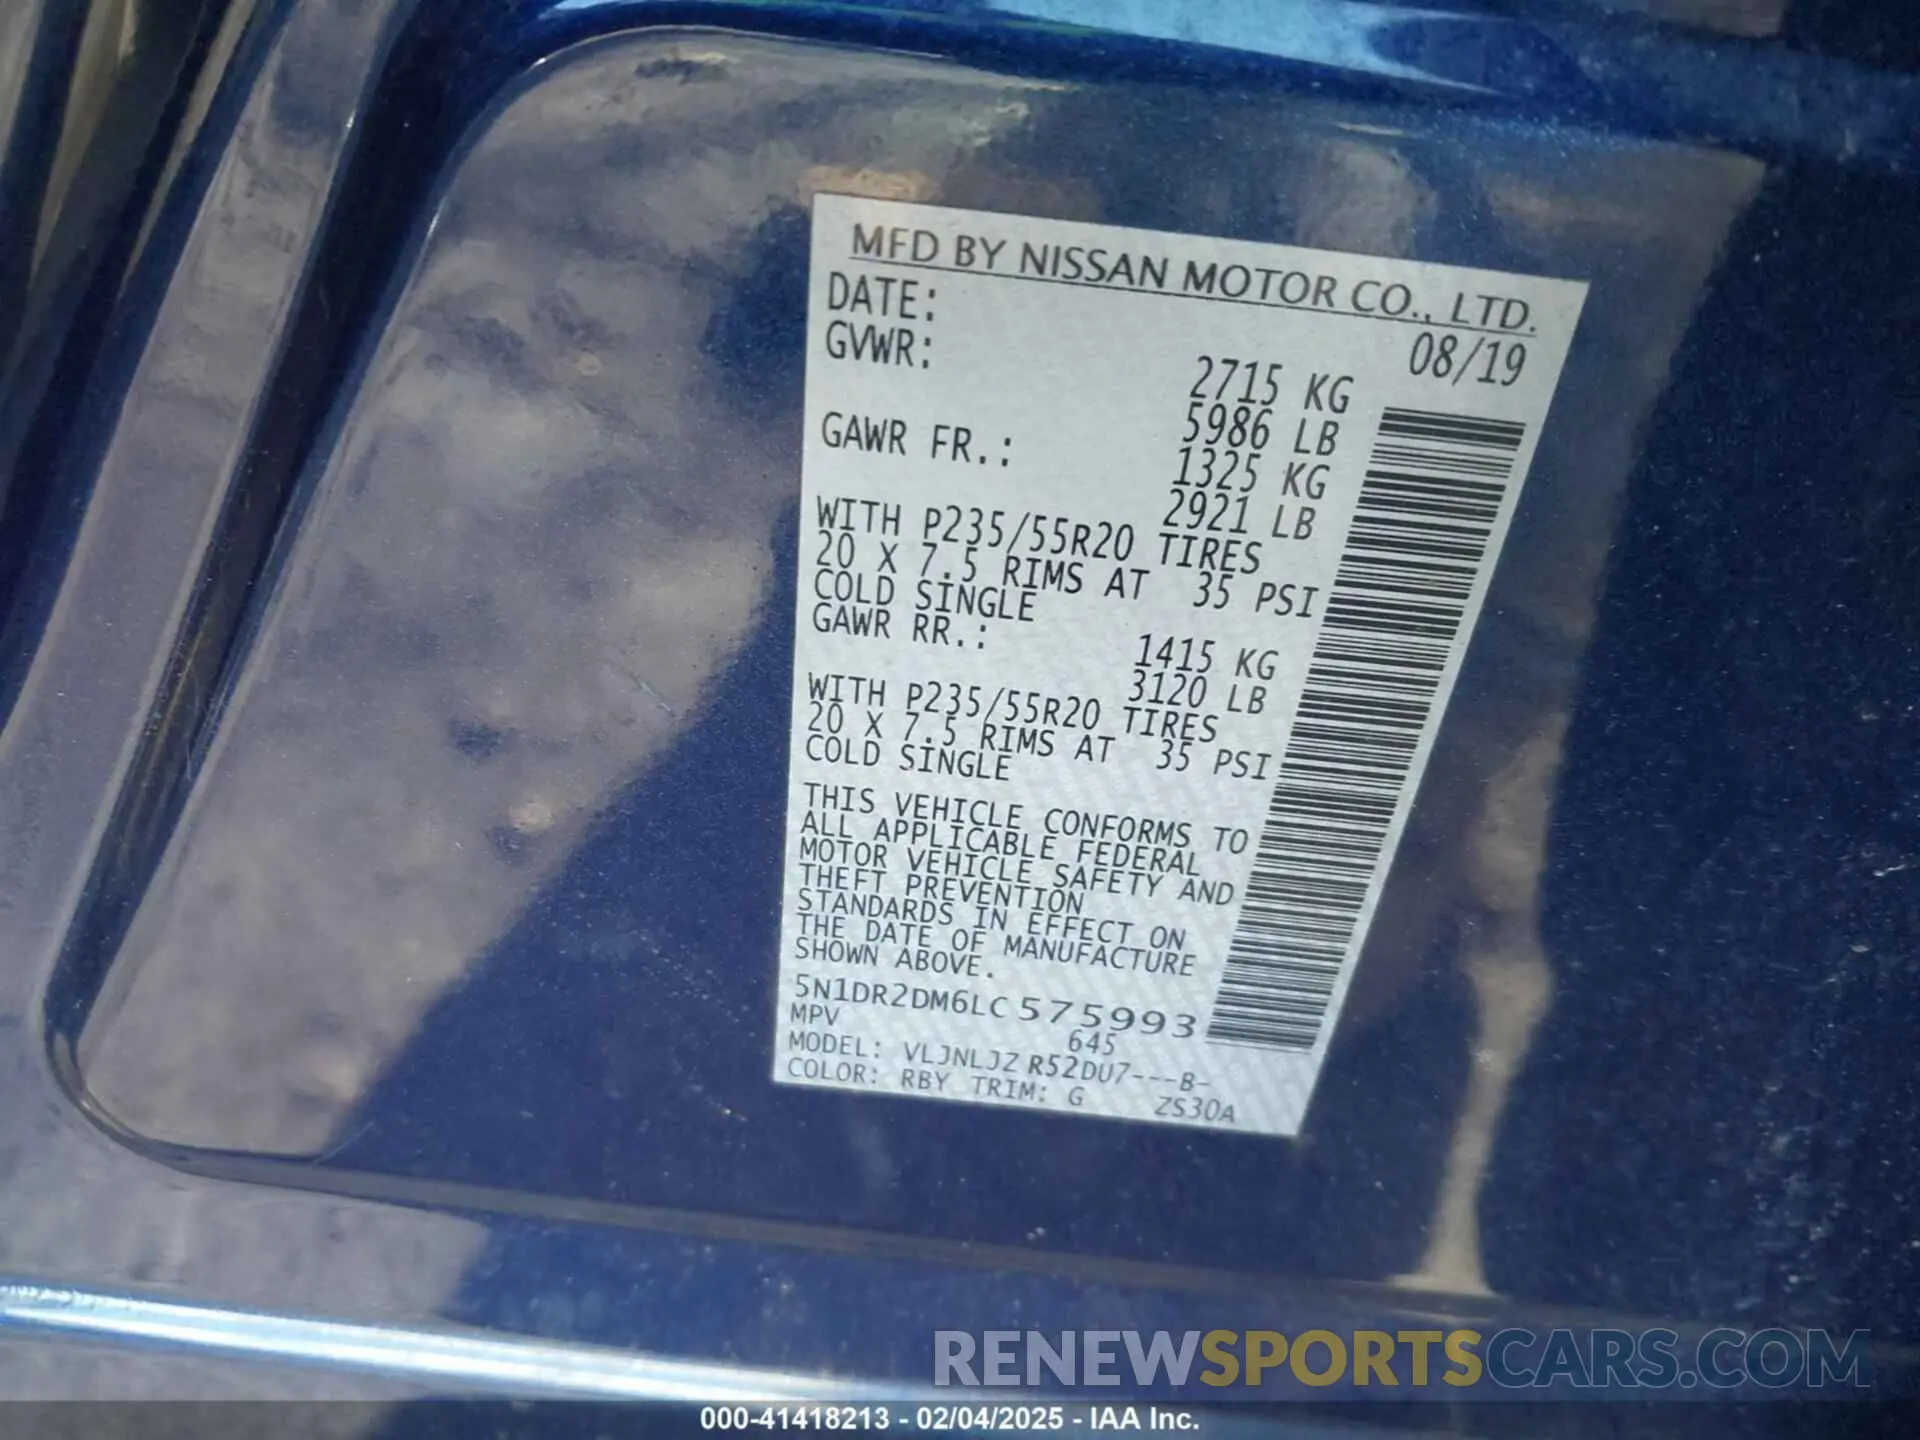 MFD BY NISSAN MOTOR CO., LTD.
DATE: 08/19
GVWR: 2715 KG
5986 LB
GAWR FR.: 1325 KG
2921 LB
WITH P235/55R20 TIRES
20 X 7.5 RIMS AT 35 PSI
COLD SINGLE
GAWR RR.: 1415 KG
3120 LB
WITH P235/55R20 TIRES
20 X 7.5 RIMS AT 35 PSI
COLD SINGLE
THIS VEHICLE CONFORMS TO
ALL APPLICABLE FEDERAL
MOTOR VEHICLE SAFETY AND
THEFT PREVENTION
STANDARDS IN EFFECT ON
THE DATE OF MANUFACTURE
SHOWN ABOVE.
5N1DR2DM6LC575993
MPV 645
MODEL: VLJNLJZ R52DU7---B-
COLOR: RBY TRIM: G ZS30A
RENEWSPORTSCARS.COM
000-41418213 - 02/04/2025 - IAA Inc.